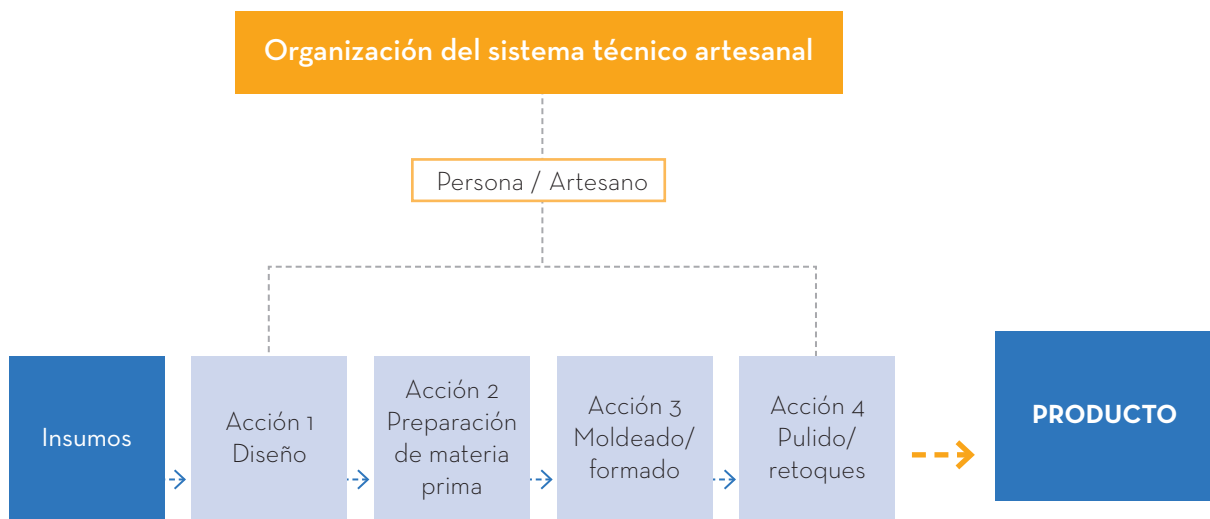 Organización del sistema técnico artesanal
Persona / Artesano
Insumos
Acción 1
Diseño
Acción 2
Preparación
de materia
prima
Acción 3
Moldeado/
formado
Acción 4
Pulido/
retoques
PRODUCTO